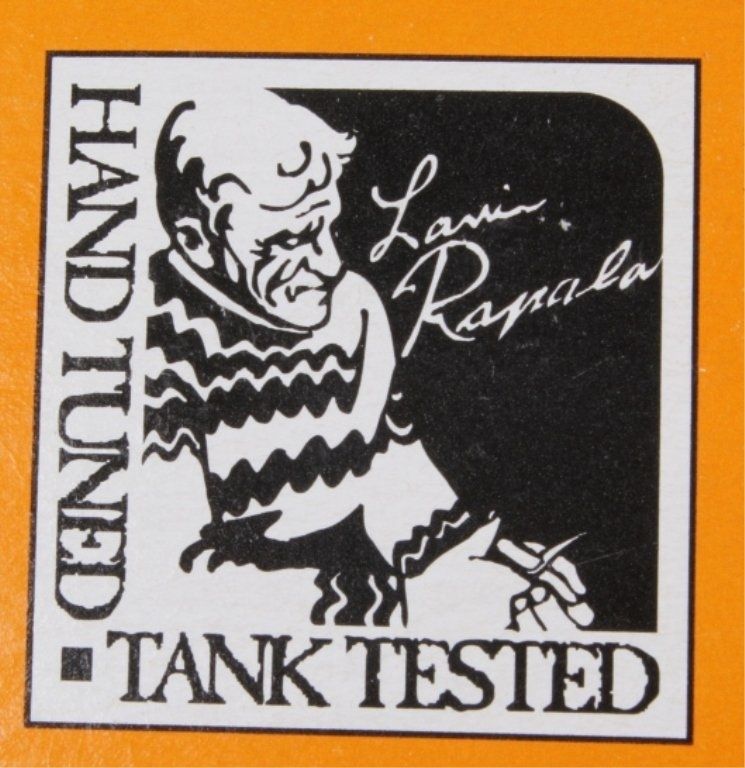 HAND TUNED ▪
TANK TESTED
Lauri
Rapala